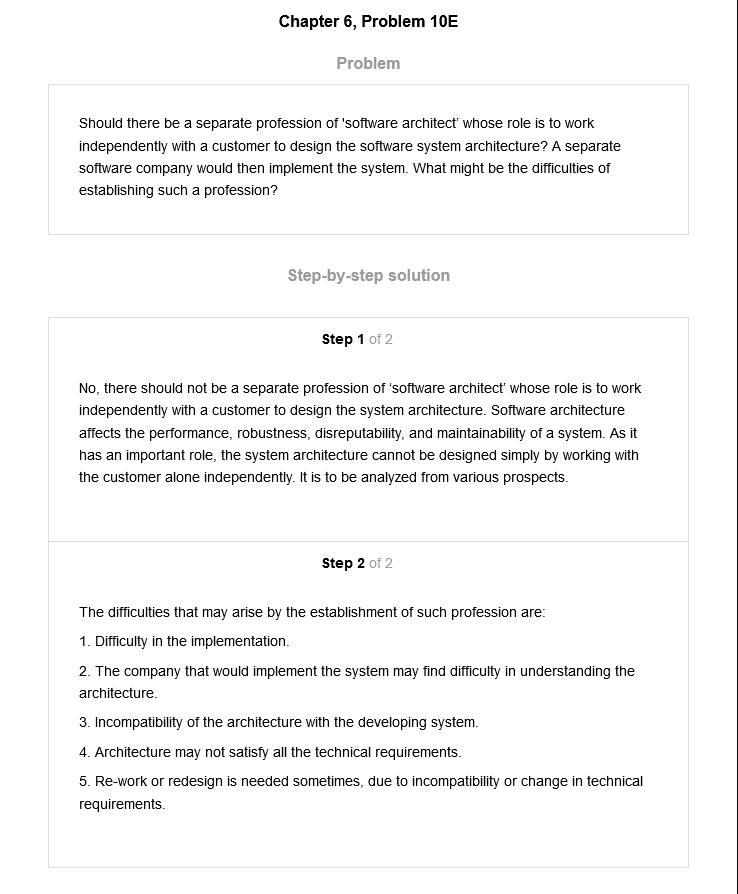 Chapter 6, Problem 10E
Problem
Should there be a separate profession of 'software architect' whose role is to work
independently with a customer to design the software system architecture? A separate
software company would then implement the system. What might be the difficulties of
establishing such a profession?
Step-by-step solution
Step 1 of 2
No, there should not be a separate profession of ‘software architect’ whose role is to work
independently with a customer to design the system architecture. Software architecture
affects the performance, robustness, disreputability, and maintainability of a system. As it
has an important role, the system architecture cannot be designed simply by working with
the customer alone independently. It is to be analyzed from various prospects.
Step 2 of 2
The difficulties that may arise by the establishment of such profession are:
1. Difficulty in the implementation.
2. The company that would implement the system may find difficulty in understanding the
architecture.
3. Incompatibility of the architecture with the developing system.
4. Architecture may not satisfy all the technical requirements.
5. Re-work or redesign is needed sometimes, due to incompatibility or change in technical
requirements.